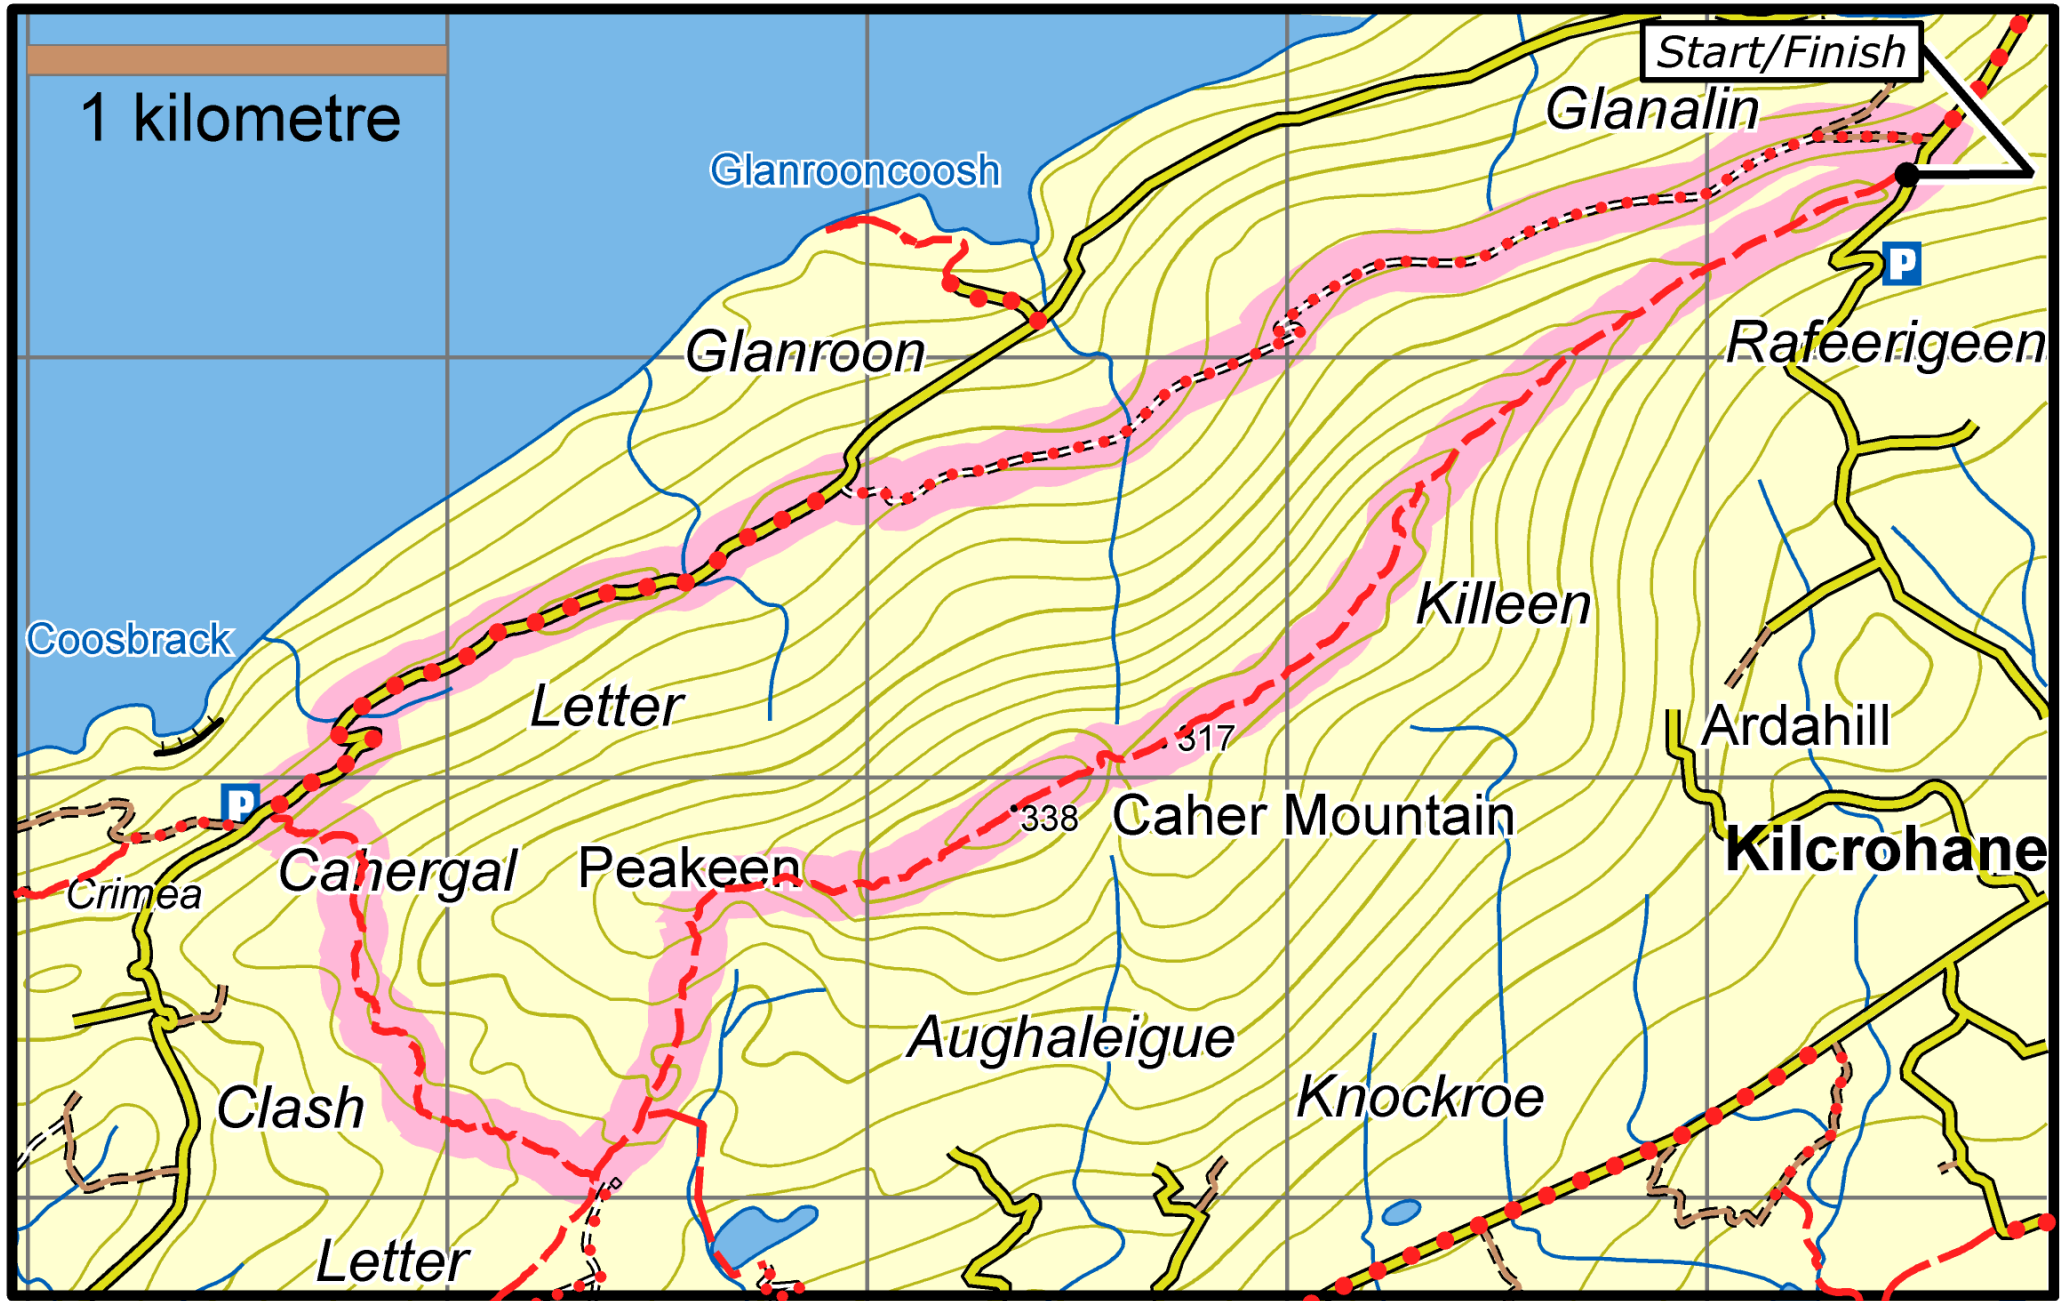 Start/Finish
1 kilometre
Glanalin
Glanrooncoosh
P
Glanroon
Rafeerigeen
Killeen
Coosbrack
Letter
317
Ardahill
P
338
Caher Mountain
Kilcrohane
Cahergal
Peakeen
Crimea
Aughaleigue
Clash
Knockroe
Letter